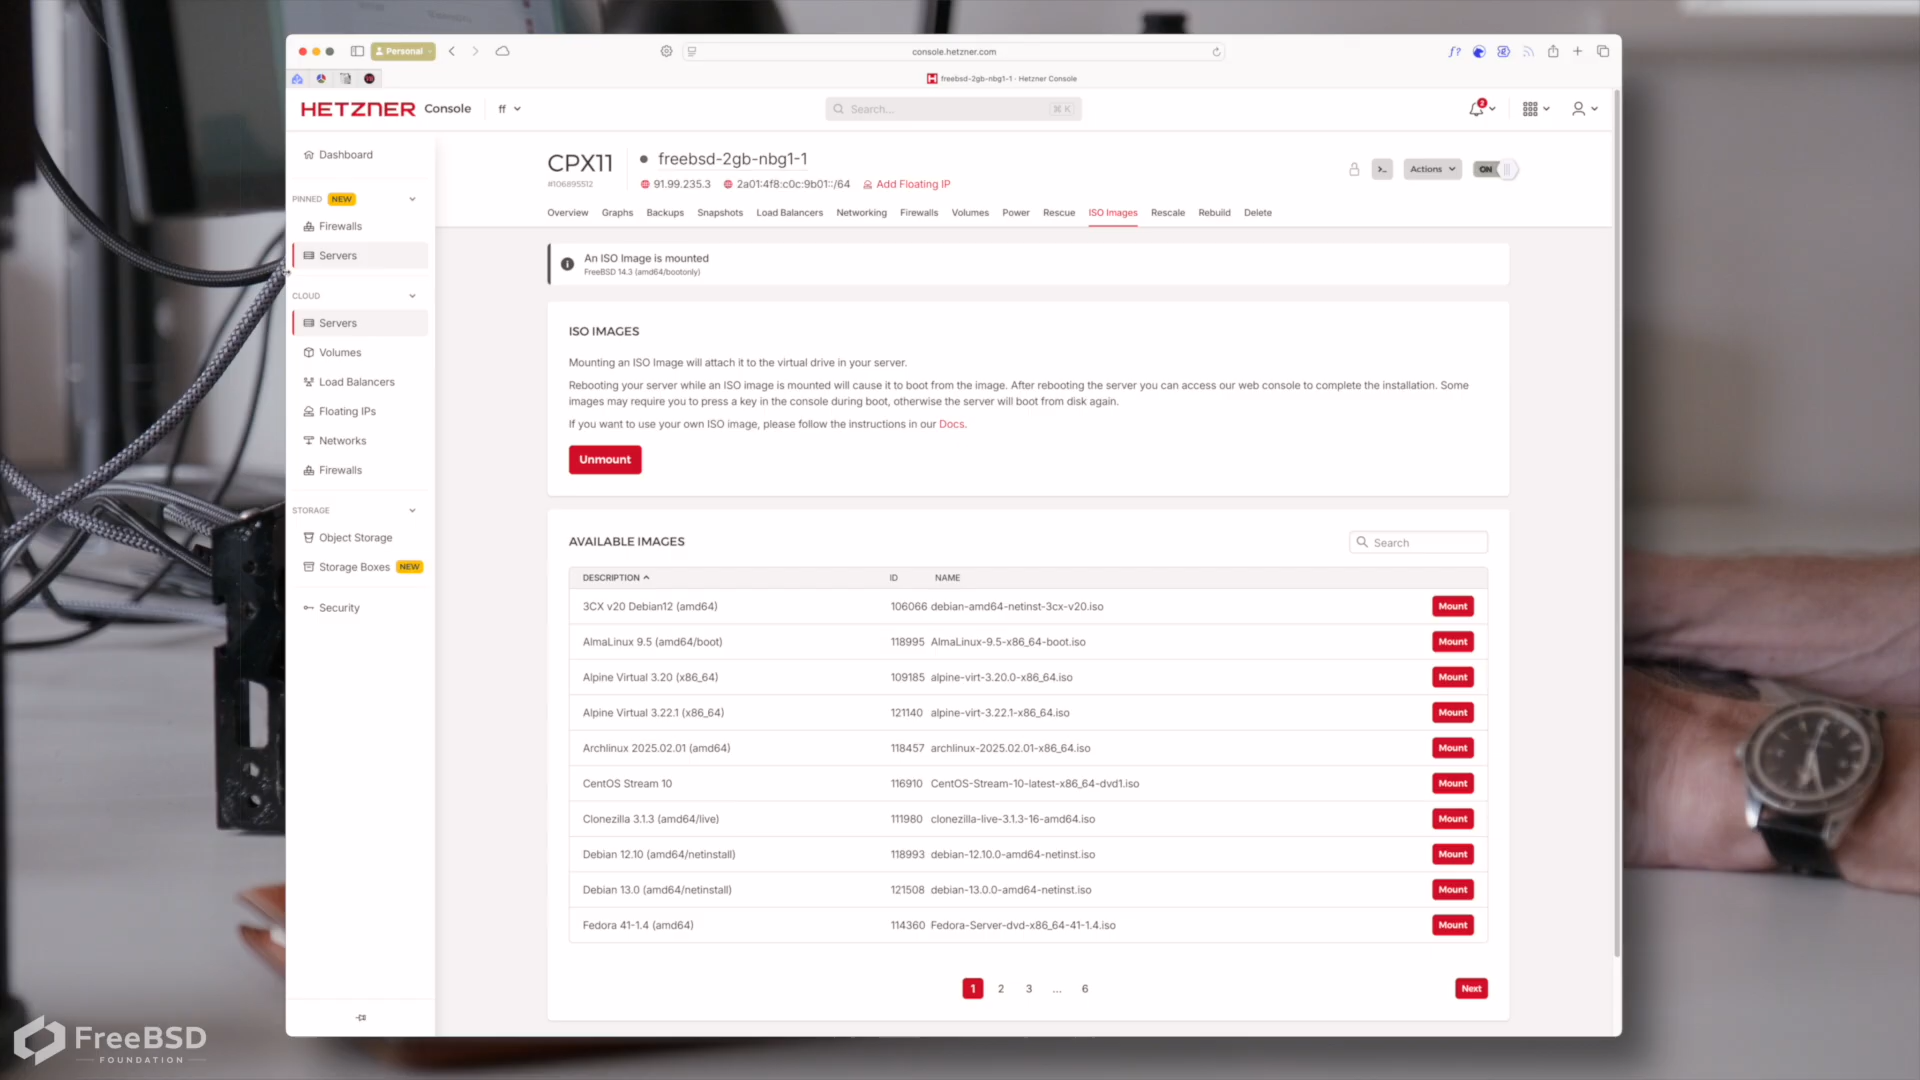 Personal
console.hetzner.com
freebsd-2gb-nbg1-1 · Hetzner Console
HETZNER Console
ff
Search...
⌘ K
2
Dashboard
PINNED NEW
Firewalls
Servers
CLOUD
Servers
Volumes
Load Balancers
Floating IPs
Networks
Firewalls
STORAGE
Object Storage
Storage Boxes NEW
Security
CPX11
#106895512
freebsd-2gb-nbg1-1
91.99.235.3
2a01:4f8:c0c:9b01::/64
Add Floating IP
Actions
ON
Overview Graphs Backups Snapshots Load Balancers Networking Firewalls Volumes Power Rescue ISO Images Rescale Rebuild Delete
An ISO Image is mounted
FreeBSD 14.3 (amd64/bootonly)
ISO IMAGES
Mounting an ISO Image will attach it to the virtual drive in your server.
Rebooting your server while an ISO image is mounted will cause it to boot from the image. After rebooting the server you can access our web console to complete the installation. Some
images may require you to press a key in the console during boot, otherwise the server will boot from disk again.
If you want to use your own ISO image, please follow the instructions in our Docs.
Unmount
AVAILABLE IMAGES
Search
DESCRIPTION ID NAME
3CX v20 Debian12 (amd64) 106066 debian-amd64-netinst-3cx-v20.iso Mount
AlmaLinux 9.5 (amd64/boot) 118995 AlmaLinux-9.5-x86_64-boot.iso Mount
Alpine Virtual 3.20 (x86_64) 109185 alpine-virt-3.20.0-x86_64.iso Mount
Alpine Virtual 3.22.1 (x86_64) 121140 alpine-virt-3.22.1-x86_64.iso Mount
Archlinux 2025.02.01 (amd64) 118457 archlinux-2025.02.01-x86_64.iso Mount
CentOS Stream 10 116910 CentOS-Stream-10-latest-x86_64-dvd1.iso Mount
Clonezilla 3.1.3 (amd64/live) 111980 clonezilla-live-3.1.3-16-amd64.iso Mount
Debian 12.10 (amd64/netinstall) 118993 debian-12.10.0-amd64-netinst.iso Mount
Debian 13.0 (amd64/netinstall) 121508 debian-13.0.0-amd64-netinst.iso Mount
Fedora 41-1.4 (amd64) 114360 Fedora-Server-dvd-x86_64-41-1.4.iso Mount
1 2 3 ... 6
Next
FreeBSD
FOUNDATION